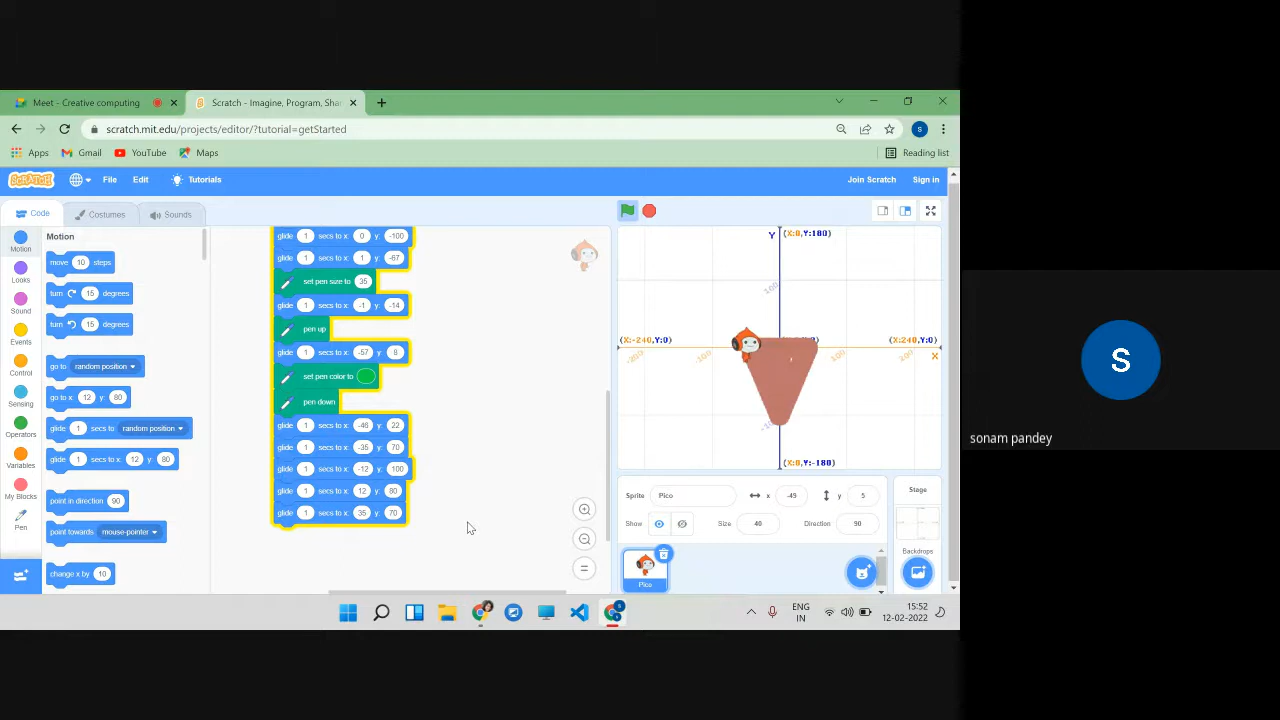 Meet - Creative computing
Scratch - Imagine, Program, Sha
scratch.mit.edu/projects/editor/?tutorial=getStarted
Apps
Gmail
YouTube
Maps
Reading list
SCRATCH
File
Edit
Tutorials
Join Scratch
Sign in
Code
Costumes
Sounds
Motion
Looks
Sound
Events
Control
Sensing
Operators
Variables
My Blocks
Pen
Motion
move 10 steps
turn 15 degrees
turn 15 degrees
go to random position
go to x: 12 y: 80
glide 1 secs to random position
glide 1 secs to x: 12 y: 80
point in direction 90
point towards mouse-pointer
change x by 10
glide 1 secs to x: 0 y: -100
glide 1 secs to x: 1 y: -67
set pen size to 35
glide 1 secs to x: -1 y: -14
pen up
glide 1 secs to x: -57 y: 8
set pen color to
pen down
glide 1 secs to x: -46 y: 22
glide 1 secs to x: -35 y: 70
glide 1 secs to x: -12 y: 100
glide 1 secs to x: 12 y: 80
glide 1 secs to x: 35 y: 70
Y
(X:0,Y:180)
100
(X:-240,Y:0)
(X:240,Y:0)
-200
-100
100
200
X
(X:0,Y:-180)
Sprite
Pico
x
-49
y
5
Show
Size
40
Direction
90
Stage
Backdrops
Pico
ENG
IN
15:52
12-02-2022
S
sonam pandey